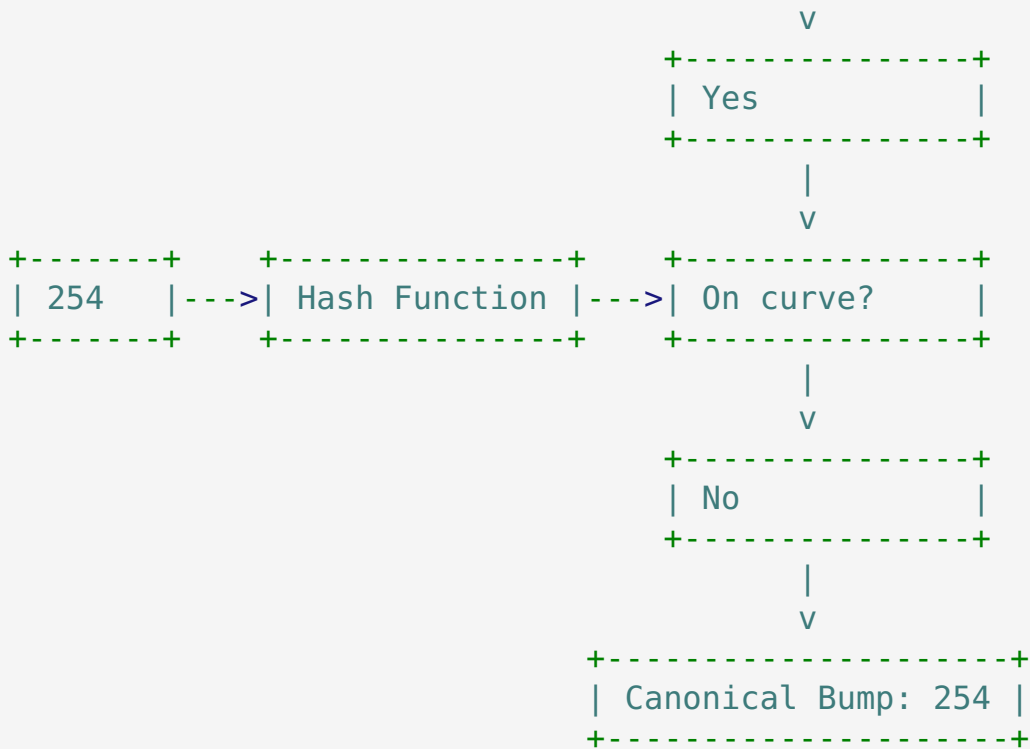 v
+---------------+
| Yes           |
+---------------+
|
v
+-------+    +---------------+    +---------------+
| 254   |--->| Hash Function |--->| On curve?     |
+-------+    +---------------+    +---------------+
|
v
+---------------+
| No            |
+---------------+
|
v
+---------------------+
| Canonical Bump: 254 |
+---------------------+